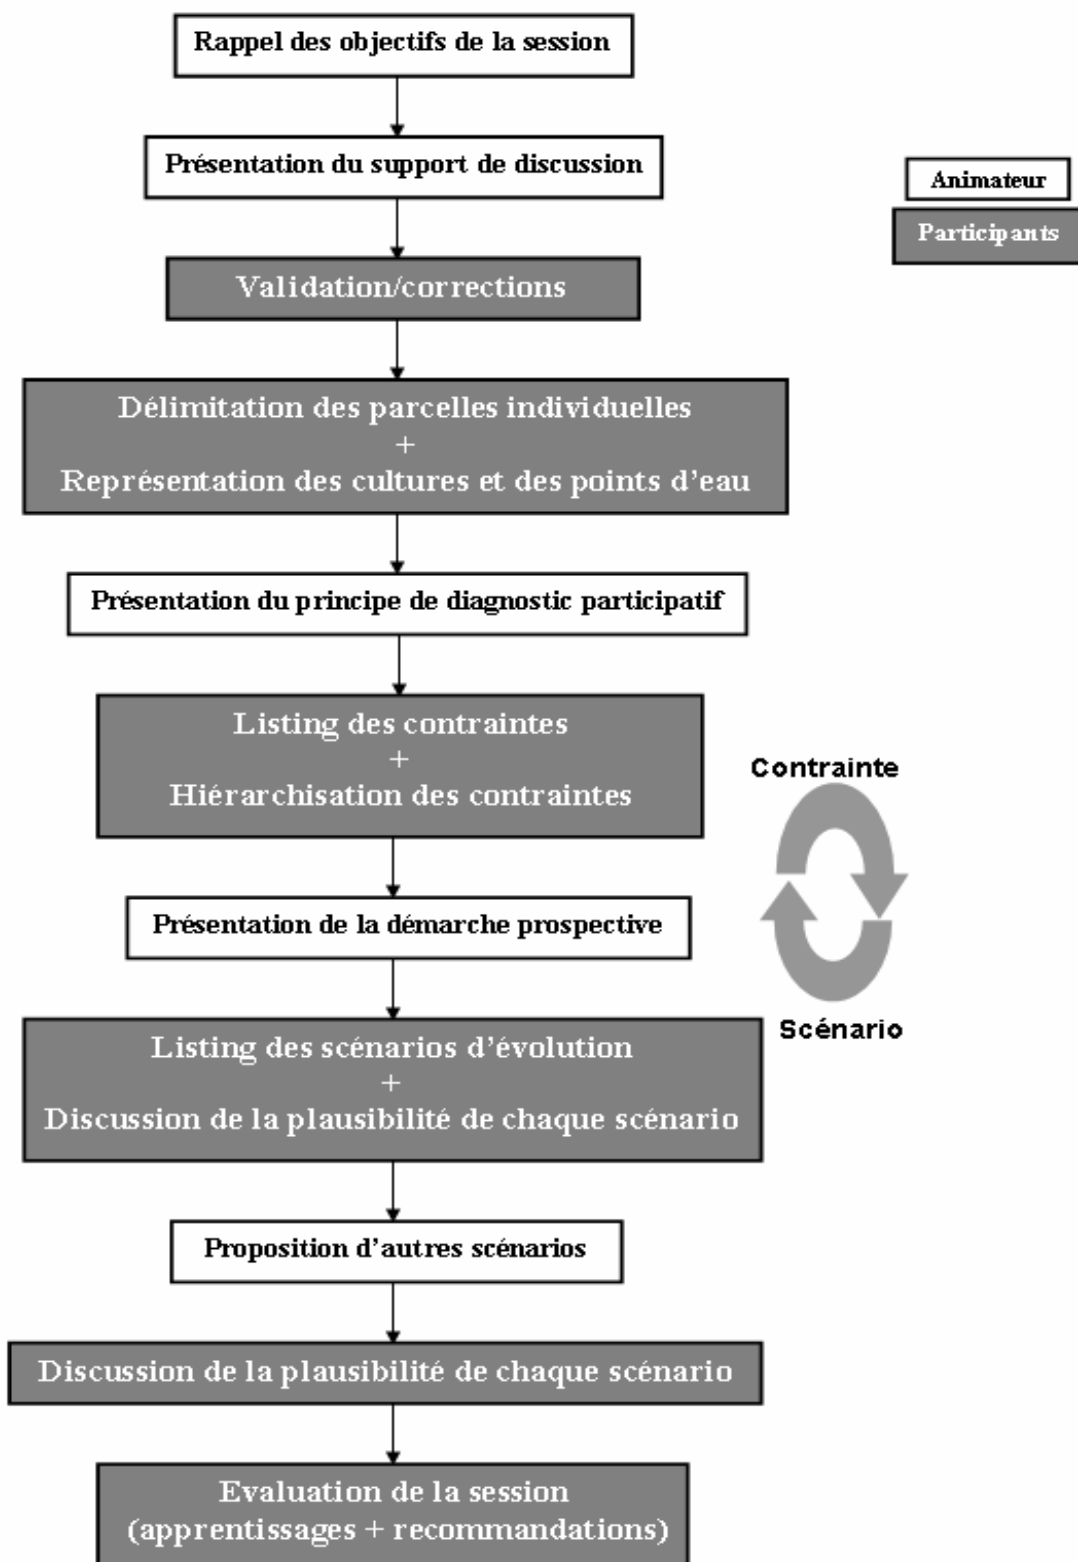 Rappel des objectifs de la session
Présentation du support de discussion
Animateur
Participants
Validation/corrections
Délimitation des parcelles individuelles
+
Représentation des cultures et des points d'eau
Présentation du principe de diagnostic participatif
Listing des contraintes
+
Hiérarchisation des contraintes
Contrainte
Scénario
Présentation de la démarche prospective
Listing des scénarios d'évolution
+
Discussion de la plausibilité de chaque scénario
Proposition d'autres scénarios
Discussion de la plausibilité de chaque scénario
Evaluation de la session
(apprentissages + recommandations)